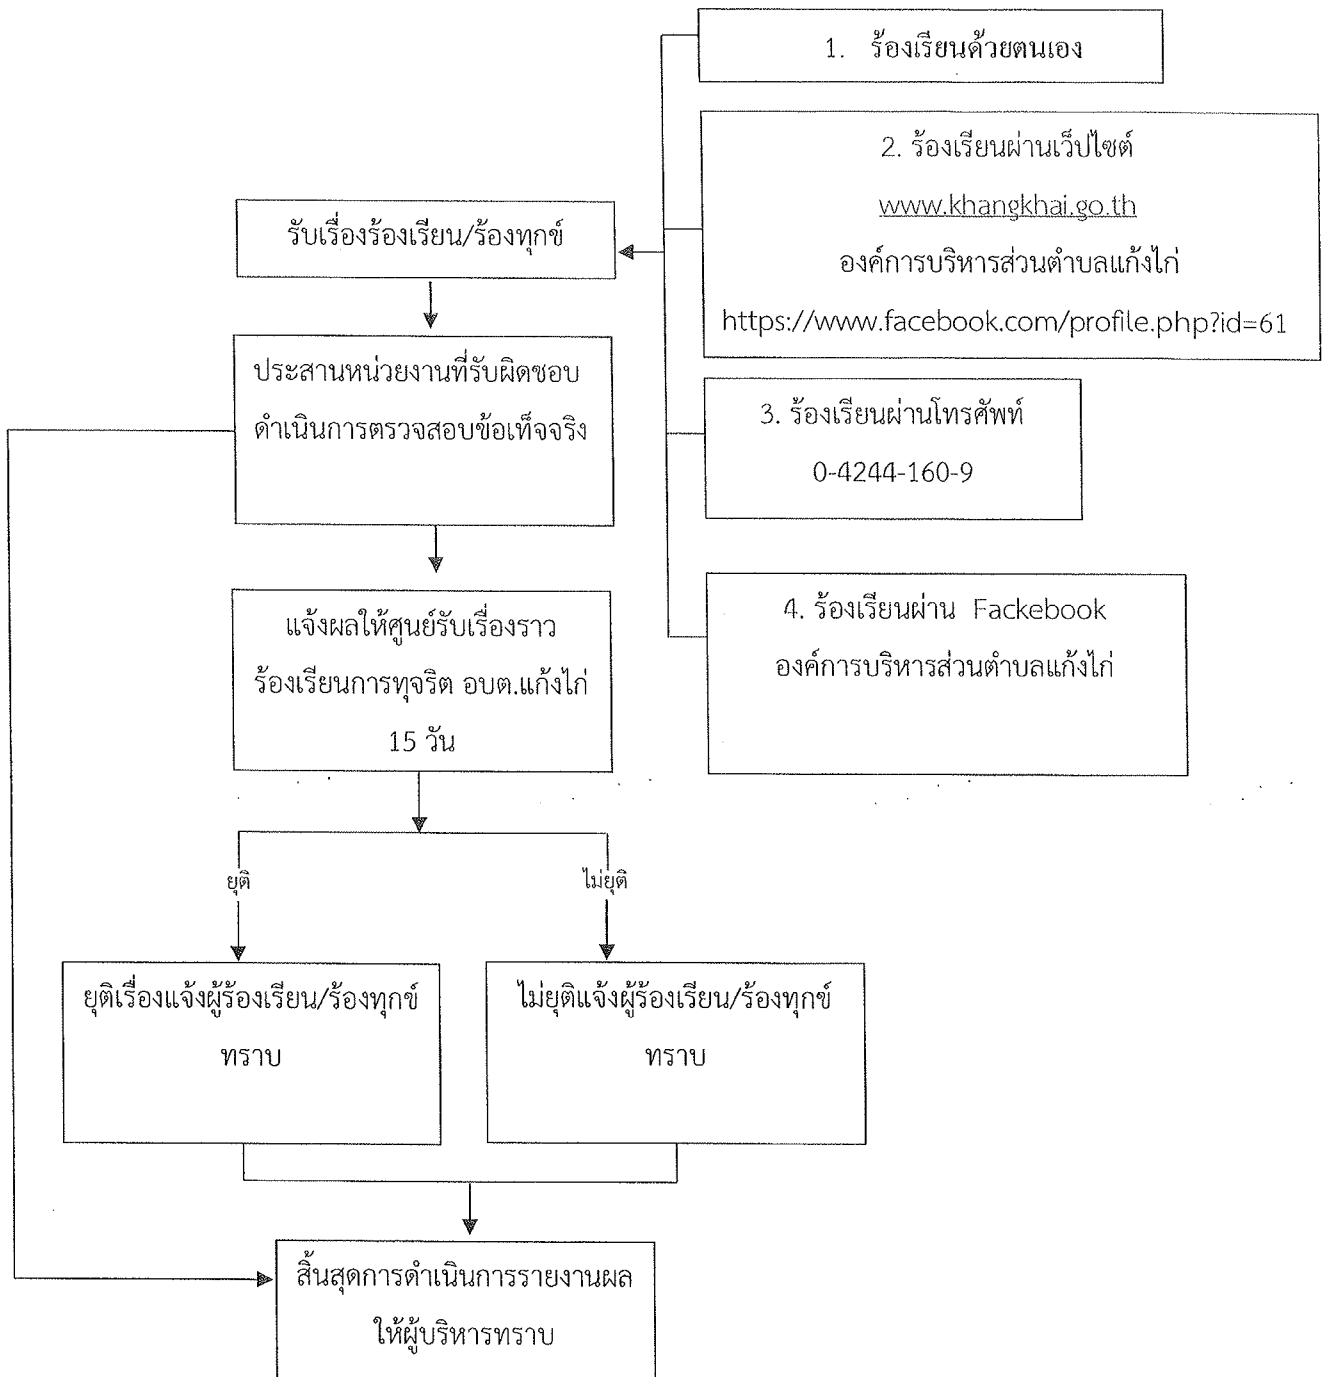 1. ร้องเรียนด้วยตนเอง
2. ร้องเรียนผ่านเว็ปไซต์
www.khangkhai.go.th
องค์การบริหารส่วนตำบลแก้งไก่
https://www.facebook.com/profile.php?id=61
3. ร้องเรียนผ่านโทรศัพท์
0-4244-160-9
4. ร้องเรียนผ่าน Fackebook
องค์การบริหารส่วนตำบลแก้งไก่
รับเรื่องร้องเรียน/ร้องทุกข์
ประสานหน่วยงานที่รับผิดชอบ
ดำเนินการตรวจสอบข้อเท็จจริง
แจ้งผลให้ศูนย์รับเรื่องราว
ร้องเรียนการทุจริต อบต.แก้งไก่
15 วัน
ยุติ
ไม่ยุติ
ยุติเรื่องแจ้งผู้ร้องเรียน/ร้องทุกข์
ทราบ
ไม่ยุติแจ้งผู้ร้องเรียน/ร้องทุกข์
ทราบ
สิ้นสุดการดำเนินการรายงานผล
ให้ผู้บริหารทราบ